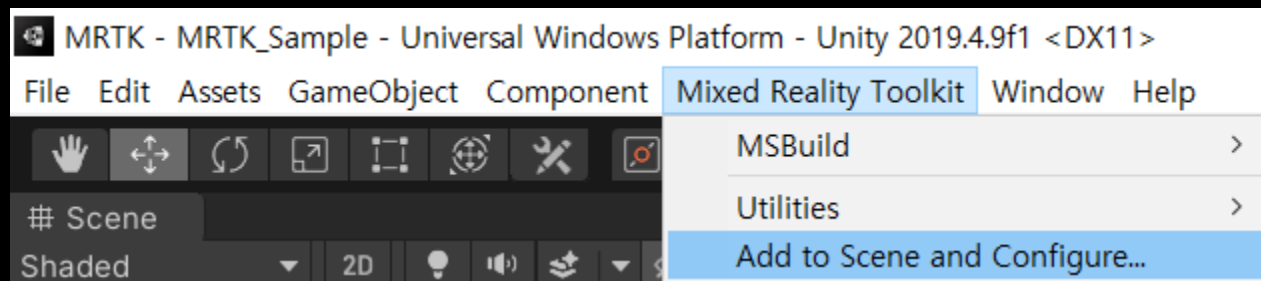 MRTK - MRTK_Sample - Universal Windows Platform - Unity 2019.4.9f1 <DX11>
File Edit Assets GameObject Component Mixed Reality Toolkit Window Help
MSBuild >
# Scene
Utilities >
Shaded 2D
Add to Scene and Configure...